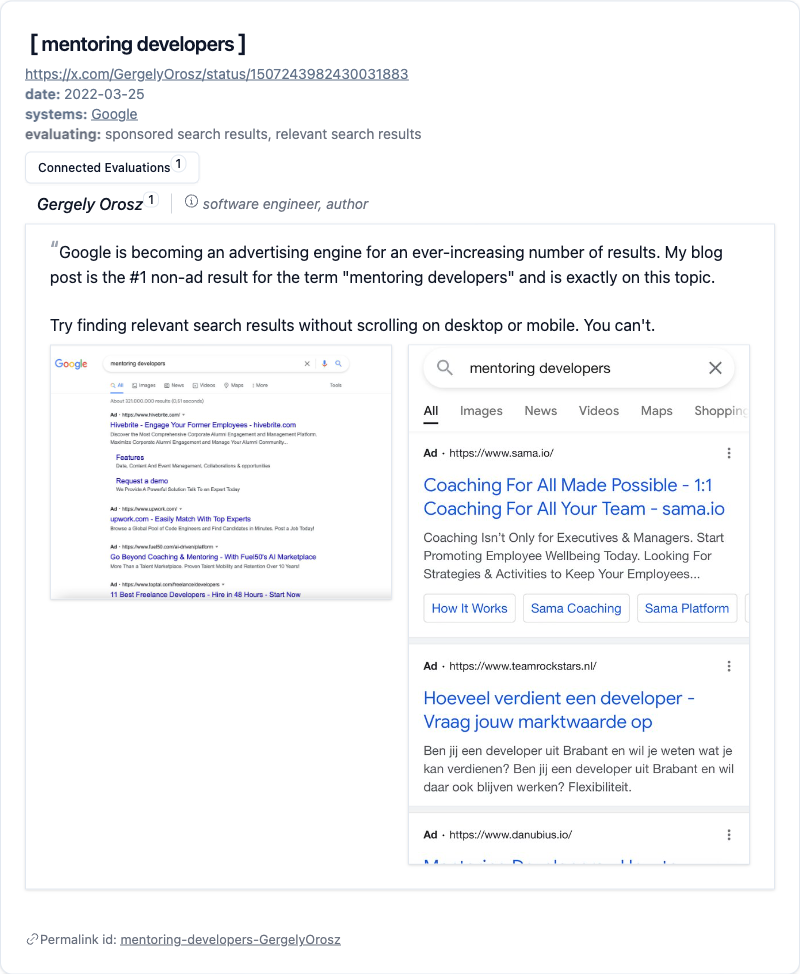 [ mentoring developers ]
https://x.com/GergelyOrosz/status/1507243982430031883
date: 2022-03-25
systems: Google
evaluating: sponsored search results, relevant search results
Connected Evaluations 1
Gergely Orosz 1 software engineer, author
“Google is becoming an advertising engine for an ever-increasing number of results. My blog
post is the #1 non-ad result for the term "mentoring developers" and is exactly on this topic.
Try finding relevant search results without scrolling on desktop or mobile. You can't.
Google mentoring developers
All Images News Videos Maps More Tools
About 331,000,000 results (0.51 seconds)
Ad · https://www.hivebrite.com/
Hivebrite - Engage Your Former Employees - hivebrite.com
Discover the Most Comprehensive Corporate Alumni Engagement and Management Platform.
Maximize Corporate Alumni Engagement and Manage Your Alumni Community...
Features
Data, Content And Event Management, Collaborations & opportunities
Request a demo
We Provide A Powerful Solution Talk To an Expert Today
Ad · https://www.upwork.com/
upwork.com - Easily Match With Top Experts
Browse a Global Pool of Code Engineers and Find Candidates in Minutes. Post a Job Today!
Ad · https://www.fuel50.com/ai-driven/platform
Go Beyond Coaching & Mentoring - With Fuel50's AI Marketplace
More Than a Talent Marketplace. Proven Talent Mobility and Retention Over 10 Years!
Ad · https://www.toptal.com/freelance/developers
11 Best Freelance Developers - Hire in 48 Hours - Start Now
mentoring developers
All Images News Videos Maps Shopping
Ad · https://www.sama.io/
Coaching For All Made Possible - 1:1
Coaching For All Your Team - sama.io
Coaching Isn't Only for Executives & Managers. Start
Promoting Employee Wellbeing Today. Looking For
Strategies & Activities to Keep Your Employees...
How It Works Sama Coaching Sama Platform
Ad · https://www.teamrockstars.nl/
Hoeveel verdient een developer -
Vraag jouw marktwaarde op
Ben jij een developer uit Brabant en wil je weten wat je
kan verdienen? Ben jij een developer uit Brabant en wil
daar ook blijven werken? Flexibiliteit.
Ad · https://www.danubius.io/
Permalink id: mentoring-developers-GergelyOrosz